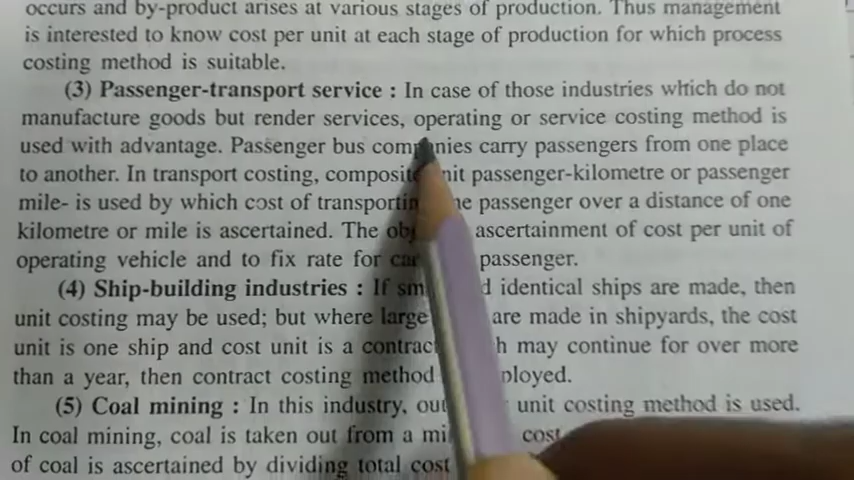 occurs and by-product arises at various stages of production. Thus management
is interested to know cost per unit at each stage of production for which process
costing method is suitable.
(3) Passenger-transport service : In case of those industries which do not
manufacture goods but render services, operating or service costing method is
used with advantage. Passenger bus companies carry passengers from one place
to another. In transport costing, composite unit passenger-kilometre or passenger
mile- is used by which cost of transporting passenger over a distance of one
kilometre or mile is ascertained. The ascertainment of cost per unit of
operating vehicle and to fix rate for passenger.
(4) Ship-building industries : If identical ships are made, then
unit costing may be used; but where large are made in shipyards, the cost
unit is one ship and cost unit is a contract may continue for over more
than a year, then contract costing method employed.
(5) Coal mining : In this industry, unit costing method is used.
In coal mining, coal is taken out from a cost
of coal is ascertained by dividing total cost